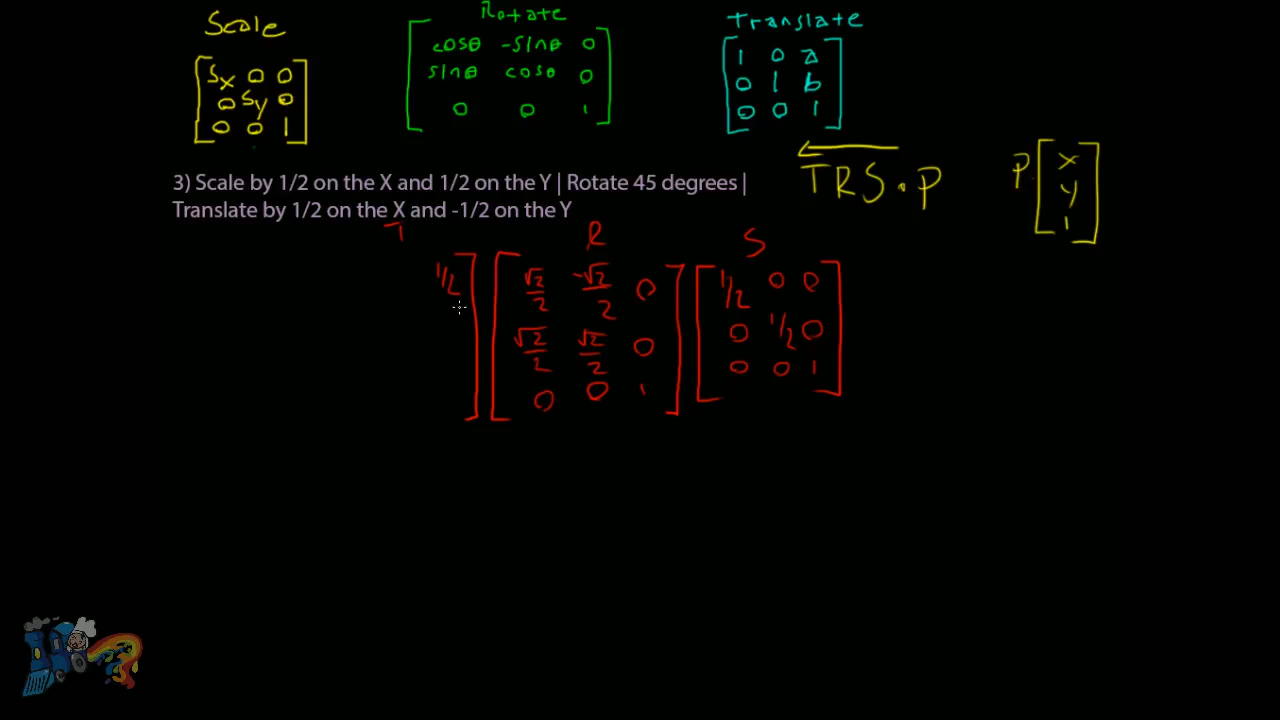 Scale
Sx 0 0
0 Sy 0
0 0 1
Rotate
cosθ -sinθ 0
sinθ cosθ 0
0 0 1
Translate
1 0 a
0 1 b
0 0 1
3) Scale by 1/2 on the X and 1/2 on the Y | Rotate 45 degrees |
Translate by 1/2 on the X and -1/2 on the Y
TRS.P
P
x
y
1
T
1/2
R
√2/2 -√2/2 0
√2/2 √2/2 0
0 0 1
S
1/2 0 0
0 1/2 0
0 0 1